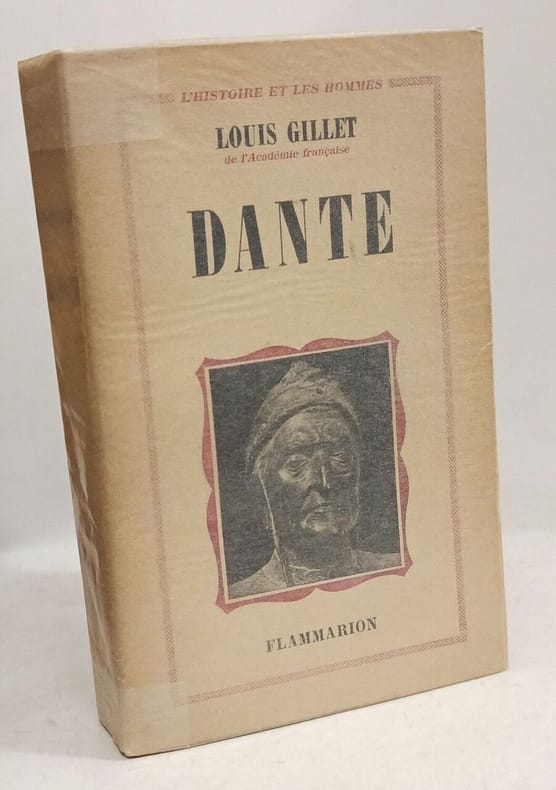 L'HISTOIRE ET LES HOMMES
LOUIS GILLET
de l'Académie française
DANTE
FLAMMARION